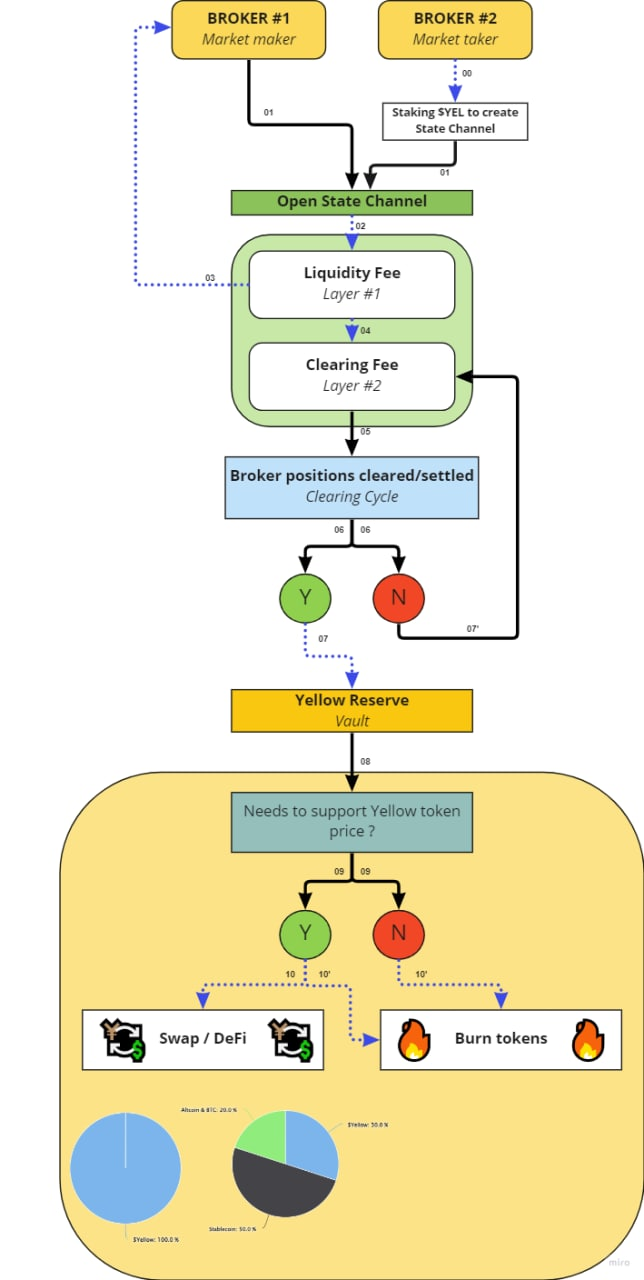 BROKER #1
Market maker
BROKER #2
Market taker
00
Staking $YEL to create
State Channel
01
01
Open State Channel
02
Liquidity Fee
Layer #1
03
04
Clearing Fee
Layer #2
05
Broker positions cleared/settled
Clearing Cycle
06 06
Y
N
07
07'
Yellow Reserve
Vault
08
Needs to support Yellow token
price ?
09 09
Y
N
10 10'
10'
Swap / DeFi
Burn tokens
Altcoin & BTC: 20.0 %
$Yellow: 30.0 %
Stablecoin: 50.0 %
$Yellow: 100.0 %
miro